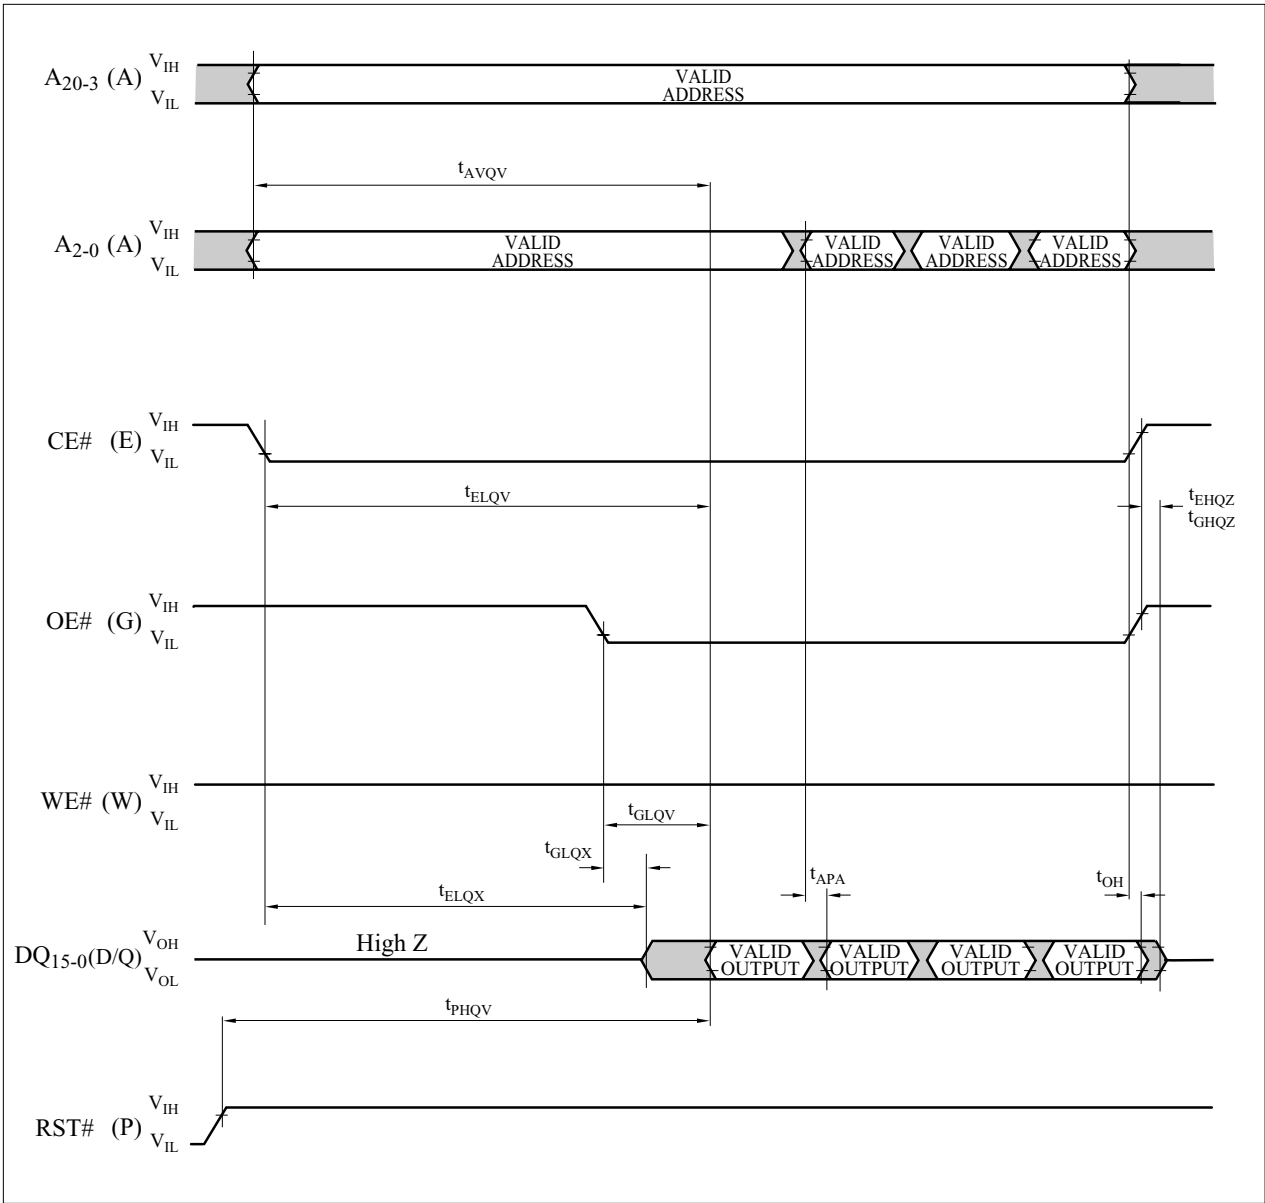 A20-3 (A) VIH VIL
VALID
ADDRESS
tAVQV
A2-0 (A) VIH VIL
VALID
ADDRESS
VALID
ADDRESS
VALID
ADDRESS
VALID
ADDRESS
CE# (E) VIH VIL
tELQV
tEHQZ
tGHQZ
OE# (G) VIH VIL
WE# (W) VIH VIL
tGLQV
tGLQX
tAPA
tOH
tELQX
DQ15-0(D/Q) VOH VOL
High Z
VALID
OUTPUT
VALID
OUTPUT
VALID
OUTPUT
VALID
OUTPUT
tPHQV
RST# (P) VIH VIL